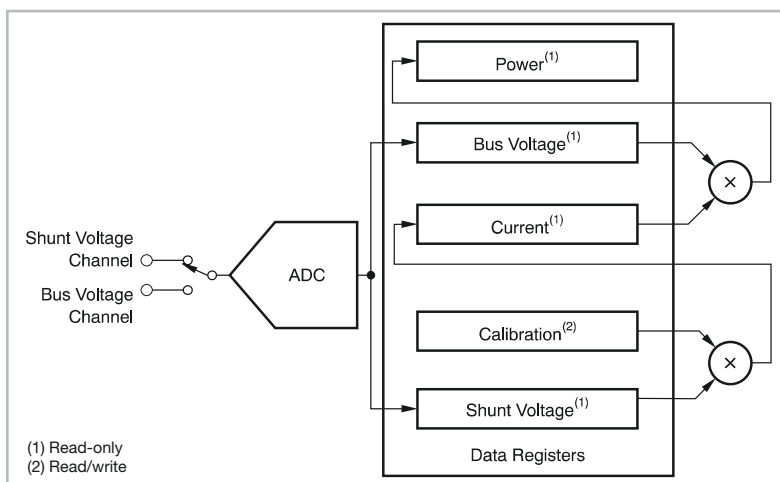 Power(1)
Bus Voltage(1)
×
Current(1)
Shunt Voltage
Channel
ADC
Bus Voltage
Channel
Calibration(2)
×
Shunt Voltage(1)
Data Registers
(1) Read-only
(2) Read/write